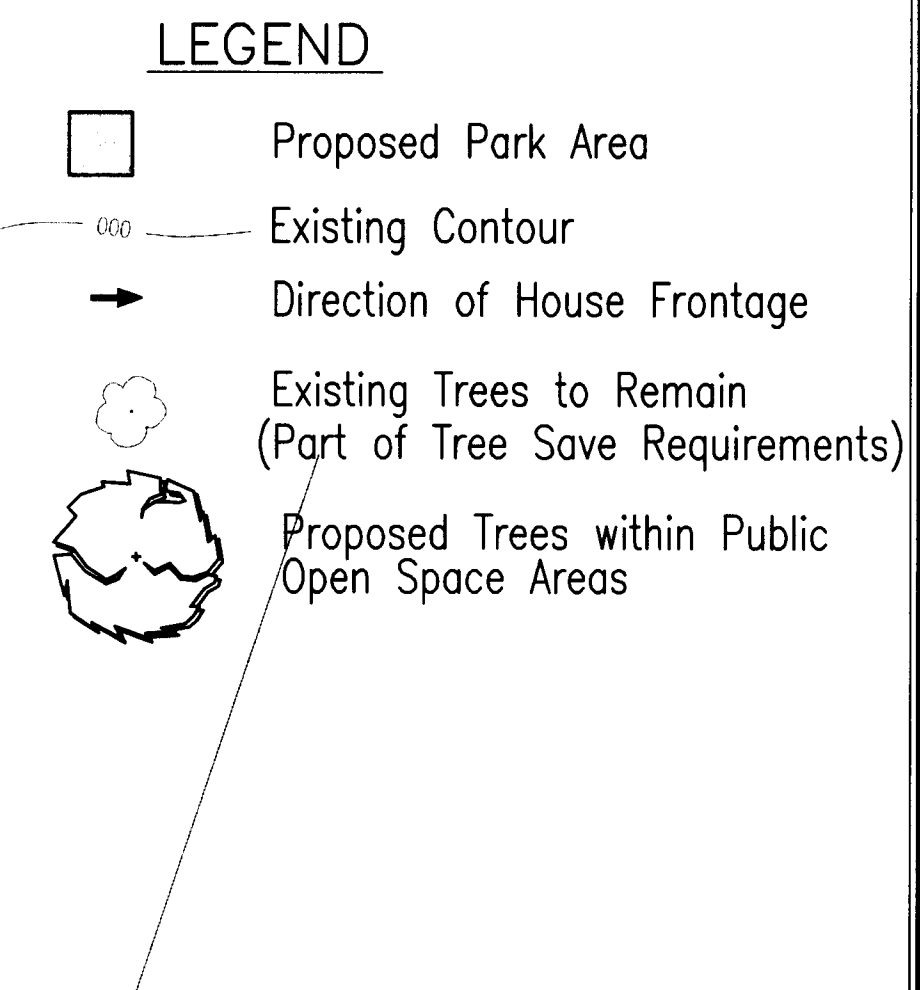 LEGEND
Proposed Park Area
000
Existing Contour
Direction of House Frontage
Existing Trees to Remain
(Part of Tree Save Requirements)
Proposed Trees within Public
Open Space Areas